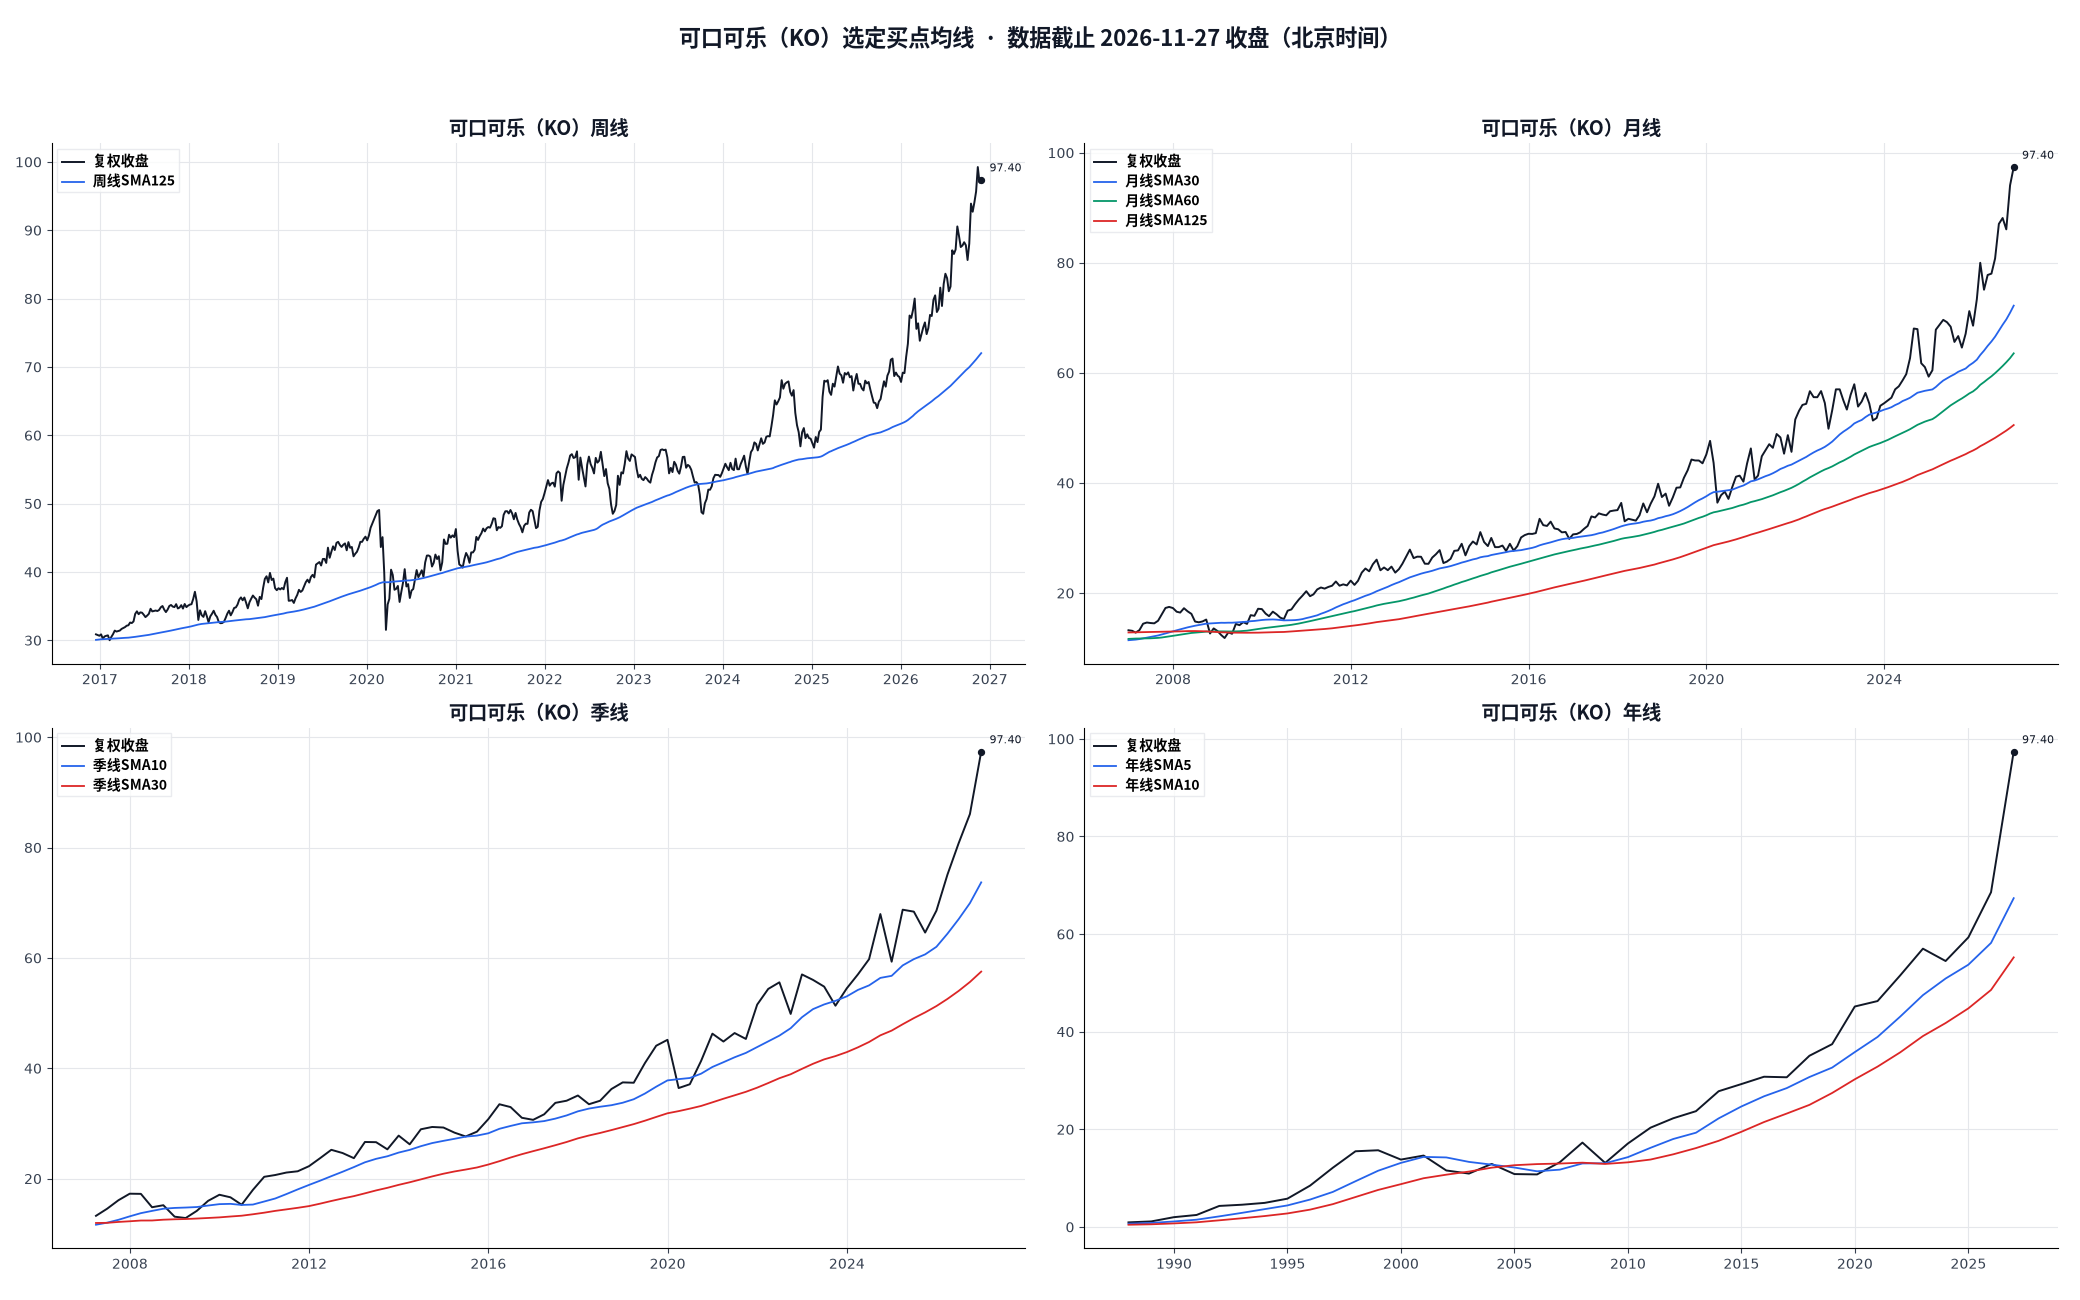 可口可乐（KO）选定买点均线 · 数据截止 2026-11-27 收盘（北京时间）
可口可乐（KO）周线
复权收盘
周线SMA125
97.40
100
90
80
70
60
50
40
30
2017 2018 2019 2020 2021 2022 2023 2024 2025 2026 2027
可口可乐（KO）月线
复权收盘
月线SMA30
月线SMA60
月线SMA125
97.40
100
80
60
40
20
2008 2012 2016 2020 2024
可口可乐（KO）季线
复权收盘
季线SMA10
季线SMA30
97.40
100
80
60
40
20
2008 2012 2016 2020 2024
可口可乐（KO）年线
复权收盘
年线SMA5
年线SMA10
97.40
100
80
60
40
20
0
1990 1995 2000 2005 2010 2015 2020 2025